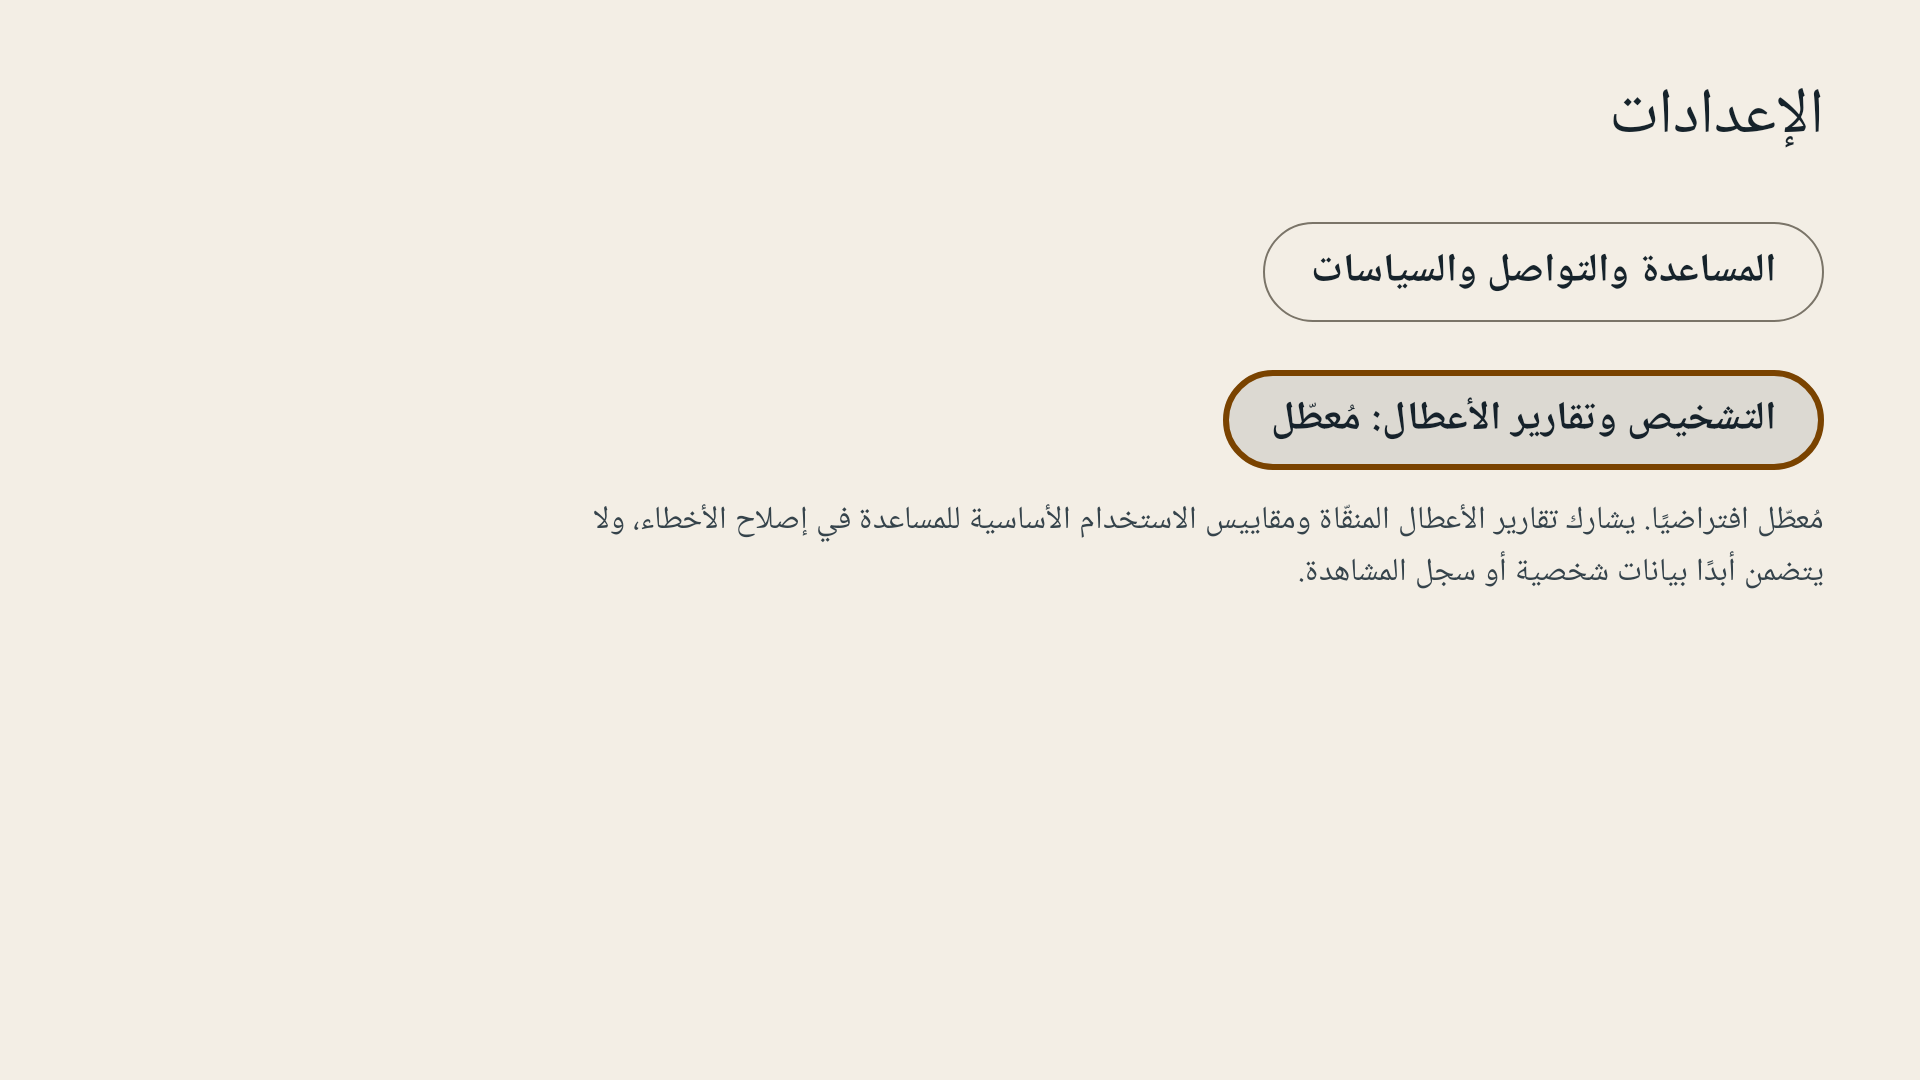 الإعدادات
المساعدة والتواصل والسياسات
التشخيص وتقارير الأعطال: مُعطّل
مُعطّل افتراضيًا. يشارك تقارير الأعطال المنقّاة ومقاييس الاستخدام الأساسية للمساعدة في إصلاح الأخطاء، ولا
يتضمن أبدًا بيانات شخصية أو سجل المشاهدة.